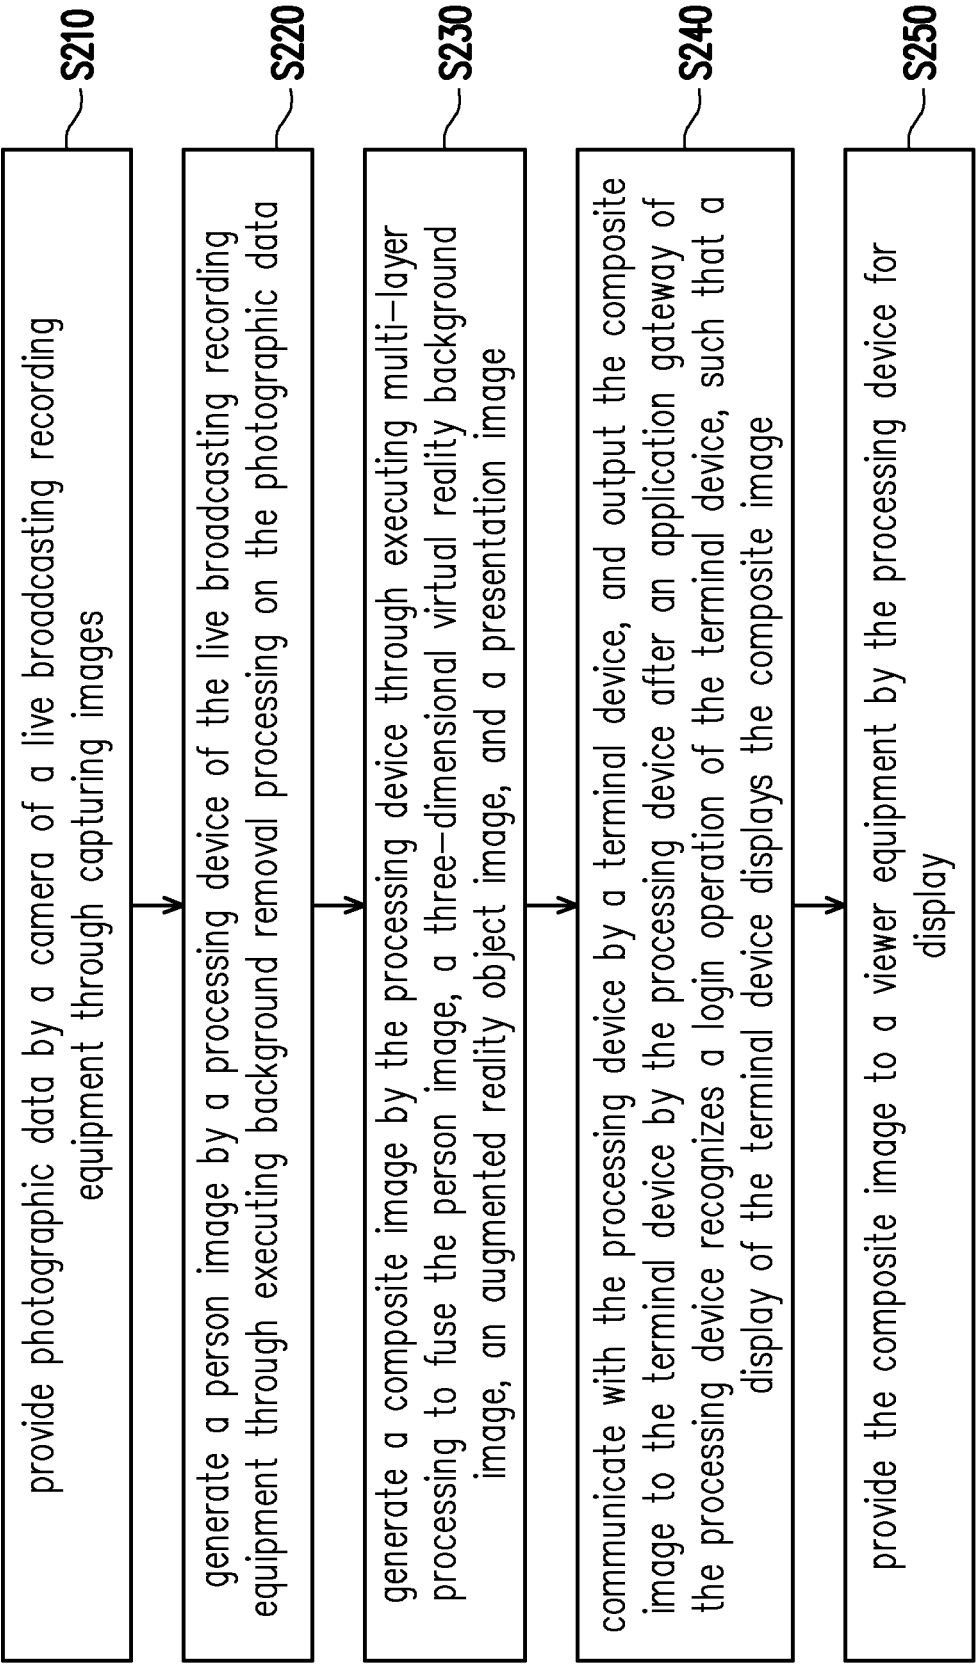 provide photographic data by a camera of a live broadcasting recording
equipment through capturing images
S210
generate a person image by a processing device of the live broadcasting recording
equipment through executing background removal processing on the photographic data
S220
generate a composite image by the processing device through executing multi-layer
processing to fuse the person image, a three-dimensional virtual reality background
image, an augmented reality object image, and a presentation image
S230
communicate with the processing device by a terminal device, and output the composite
image to the terminal device by the processing device after an application gateway of
the processing device recognizes a login operation of the terminal device, such that a
display of the terminal device displays the composite image
S240
provide the composite image to a viewer equipment by the processing device for
display
S250